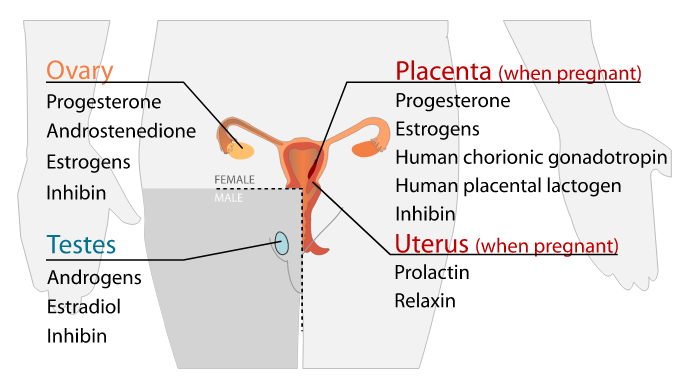 Ovary
Progesterone
Androstenedione
Estrogens
Inhibin
Placenta (when pregnant)
Progesterone
Estrogens
Human chorionic gonadotropin
Human placental lactogen
Inhibin
FEMALE
MALE
Testes
Androgens
Estradiol
Inhibin
Uterus (when pregnant)
Prolactin
Relaxin